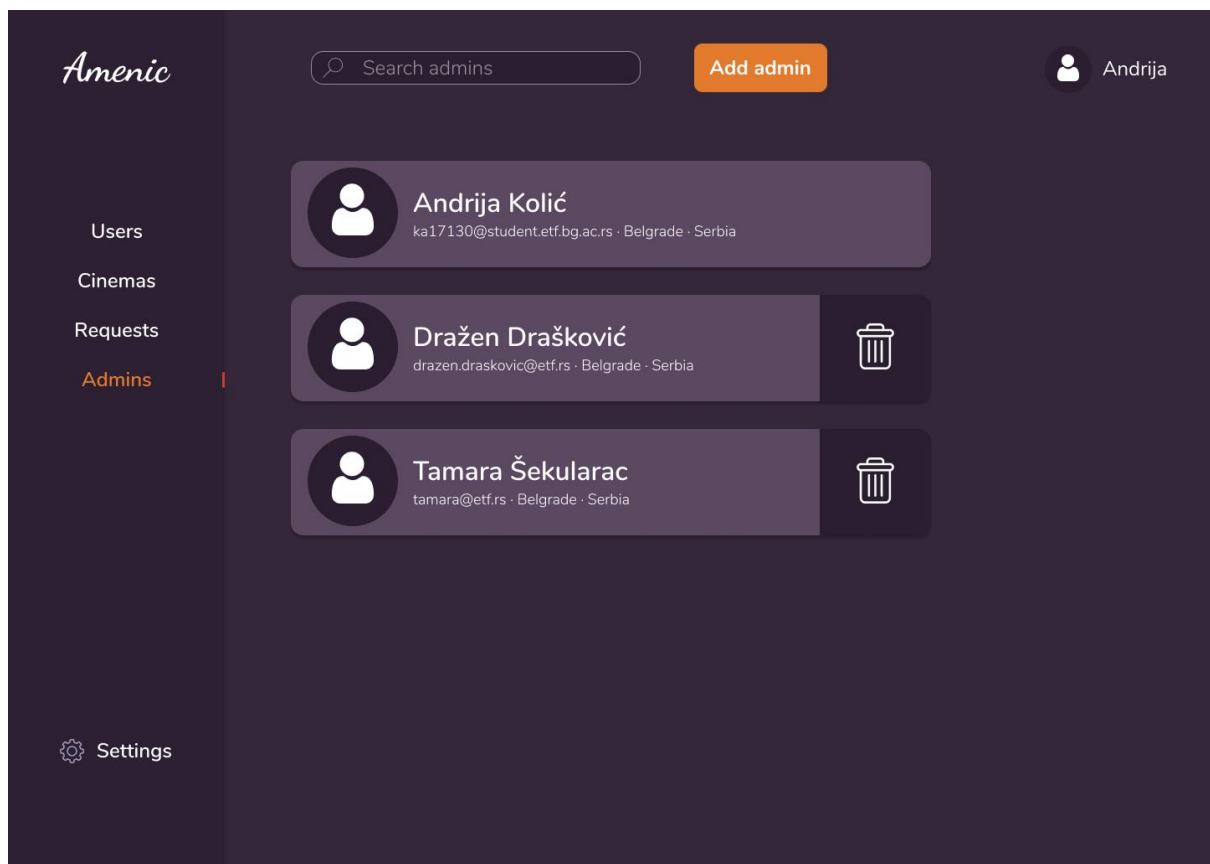 Amenic
Search admins
Add admin
Andrija
Users
Cinemas
Requests
Admins
Andrija Kolić
ka17130@student.etf.bg.ac.rs · Belgrade · Serbia
Dražen Drašković
drazen.draskovic@etf.rs · Belgrade · Serbia
Tamara Šekularac
tamara@etf.rs · Belgrade · Serbia
Settings